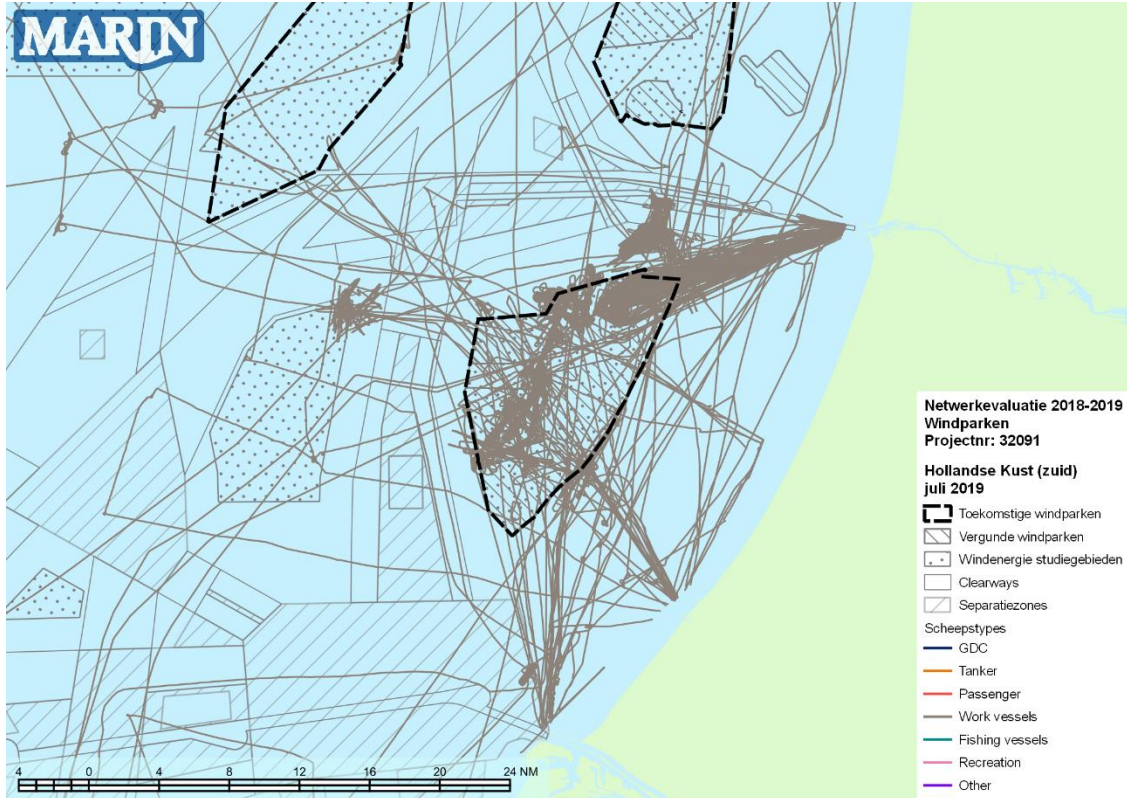 MARIN
Netwerkevaluatie 2018-2019
Windparken
Projectnr: 32091
Hollandse Kust (zuid)
juli 2019
Toekomstige windparken
Vergunde windparken
Windenergie studiegebieden
Clearways
Separatiezones
Scheepstypes
GDC
Tanker
Passenger
Work vessels
Fishing vessels
Recreation
Other
4 0 4 8 12 16 20 24 NM